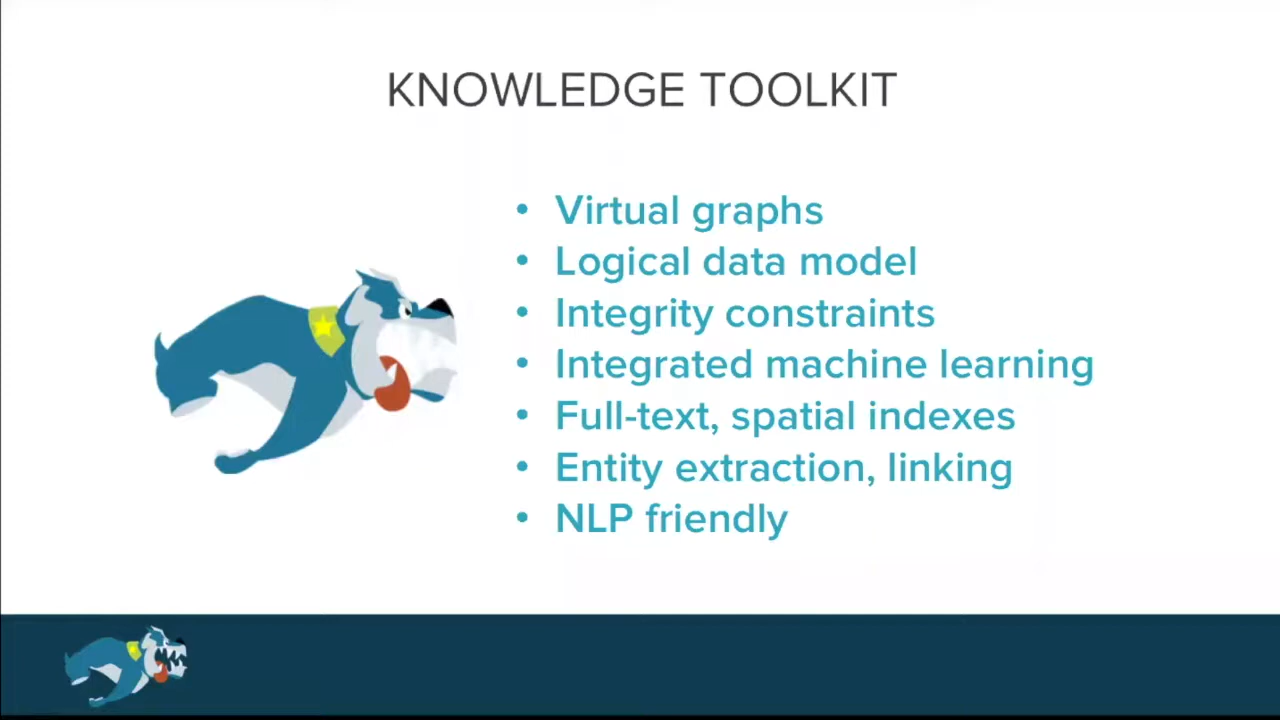 KNOWLEDGE TOOLKIT
• Virtual graphs
• Logical data model
• Integrity constraints
• Integrated machine learning
• Full-text, spatial indexes
• Entity extraction, linking
• NLP friendly